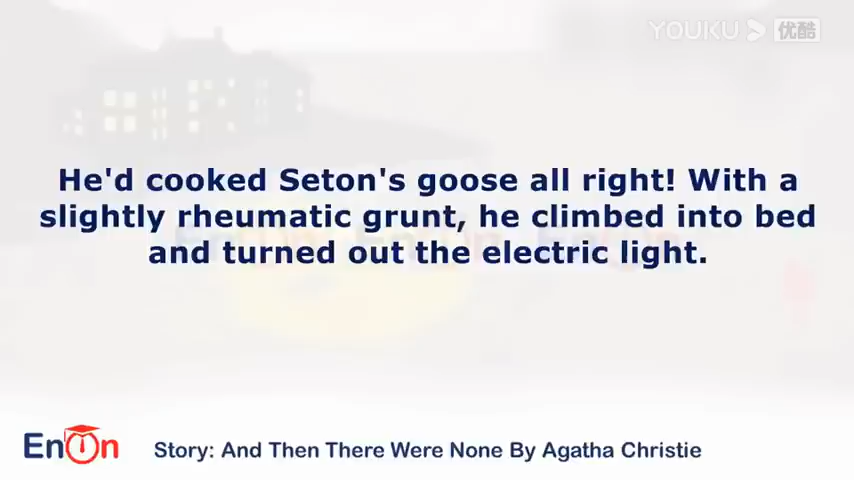 YOUKU 优酷
He'd cooked Seton's goose all right! With a
slightly rheumatic grunt, he climbed into bed
and turned out the electric light.
EnOn
Story: And Then There Were None By Agatha Christie